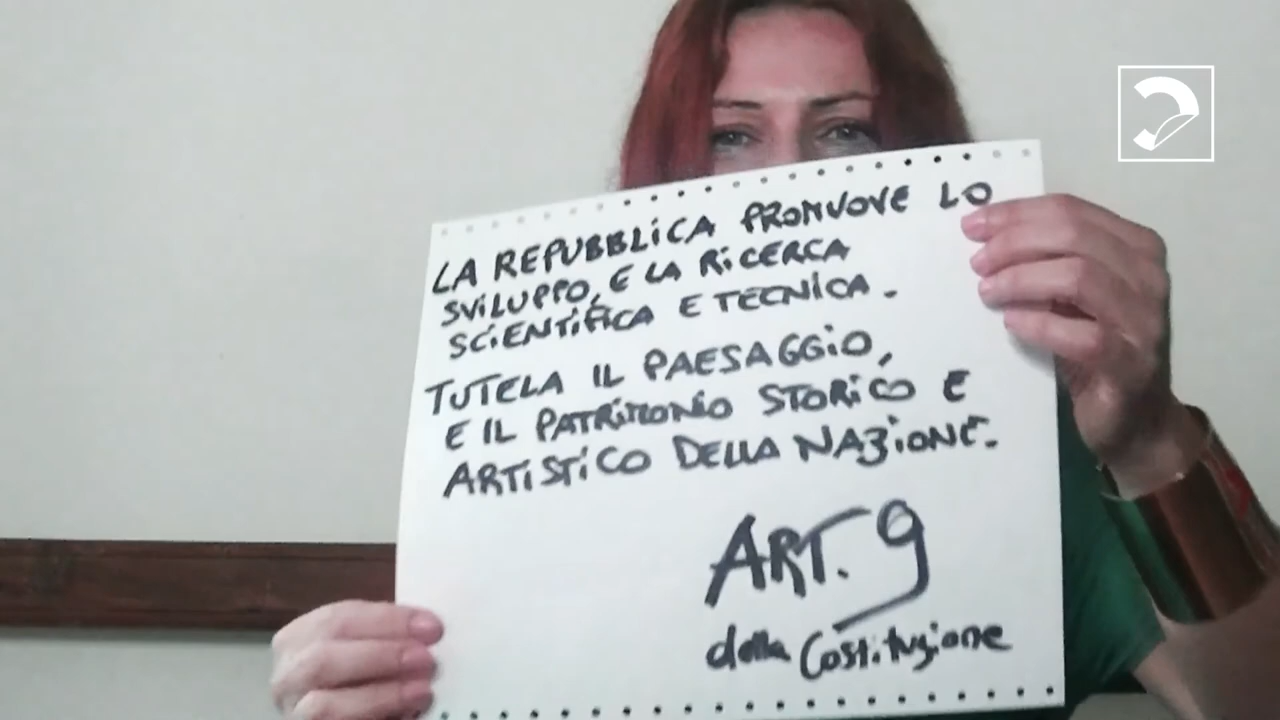 LA REPUBBLiCA PROMUOVE LO
SViLUPPO, E LA RiCERCA
SCiENTiFiCA E TECNiCA.
TUTELA IL PAESAGGiO,
E IL PATRiMONiO STORiCO E
ARTiSTiCO DELLA NAZiONE.
ART. 9
della Costituzione